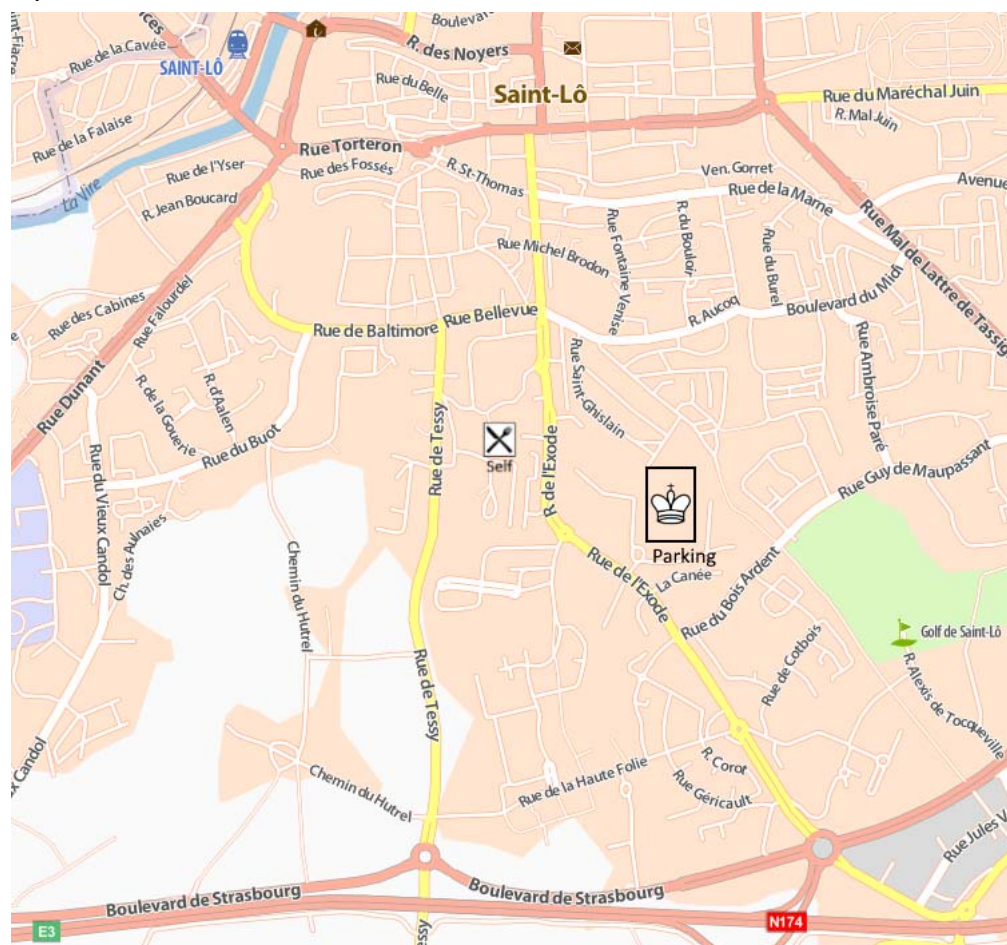 Boulevar
int-Fiacre
nces
Rue de la Cavée
R. des Noyers
SAINT-LÔ
Rue du Belle
Saint-Lô
Rue du Maréchal Juin
R. Mal Juin
Rue de la Falaise
Rue Torteron
Rue de l'Yser
Rue des Fossés
R. St-Thomas
Ven. Gorret
Rue de la Marne
Avenue
La Vire
R. Jean Boucard
Rue Michel Brodon
Rue Fontaine Venise
R. du Bouloir
Rue du Burel
Rue Mal de Lattre de Tassig
Rue des Cabines
Rue Falourdel
Rue de Baltimore
Rue Bellevue
R. Aucoq
Boulevard du Midi
Rue Dunant
R. de la Gouerie
R. d'Aalen
Rue du Buot
Rue de Tessy
Self
R. de l'Exode
Rue Saint-Ghislain
Rue Ambroise Paré
Rue Guy de Maupassant
Rue du Vieux Candol
Ch. des Aulnaies
Chemin du Hutrel
Parking
La Canée
Rue de l'Exode
Rue du Bois Ardent
Golf de Saint-Lô
Rue de Cotbois
R. Alexis de Tocqueville
Rue de Tessy
x Candol
Chemin du Hutrel
Rue de la Haute Folie
R. Corot
Rue Géricault
Rue Jules V
Boulevard de Strasbourg
Boulevard de Strasbourg
E3
N174
ssy